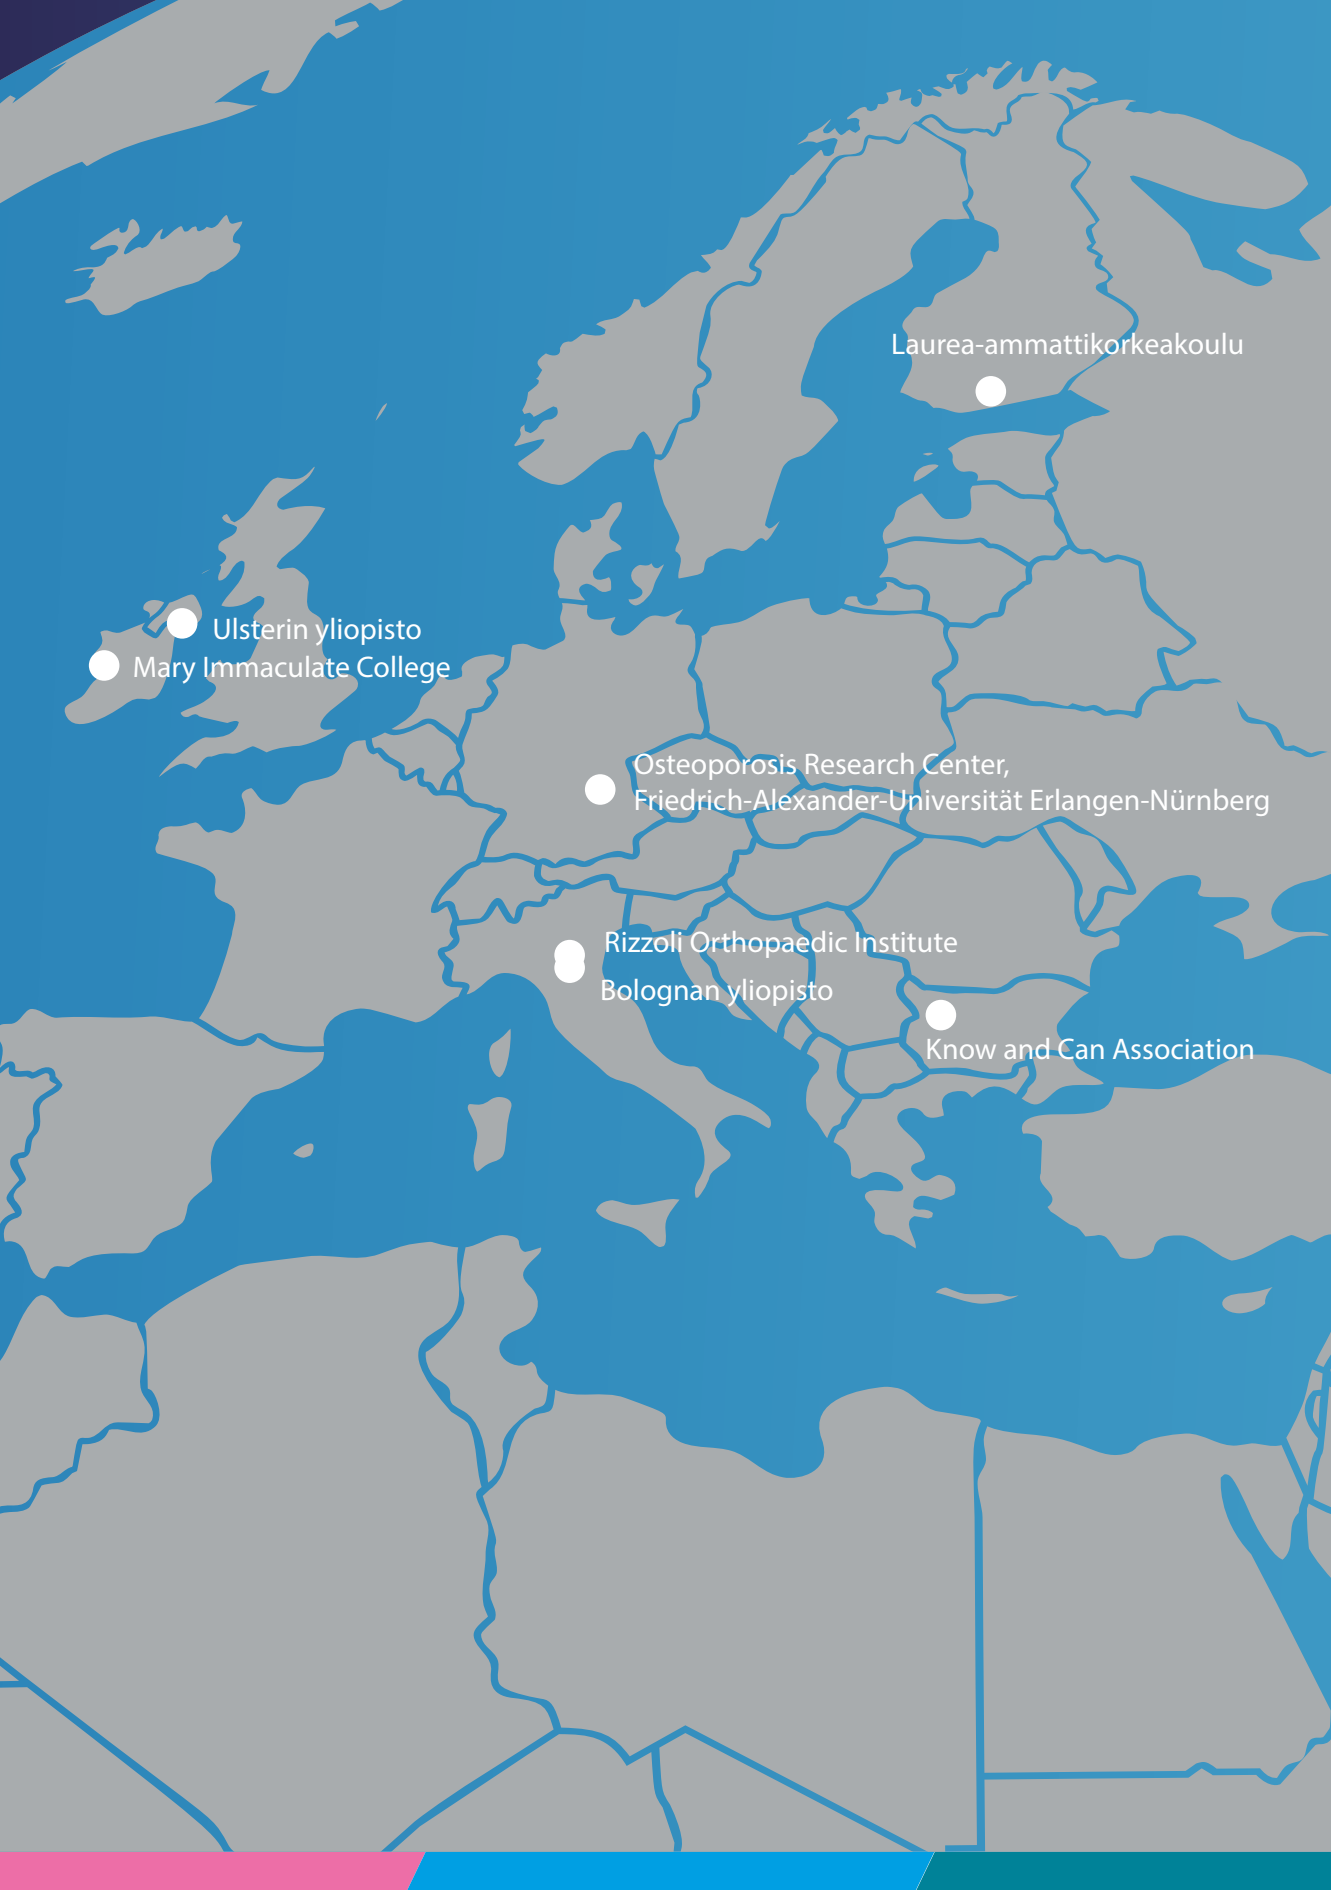 Laurea-ammattikorkeakoulu
Ulsterin yliopisto
Mary Immaculate College
Osteoporosis Research Center,
Friedrich-Alexander-Universität Erlangen-Nürnberg
Rizzoli Orthopaedic Institute
Bolognan yliopisto
Know and Can Association